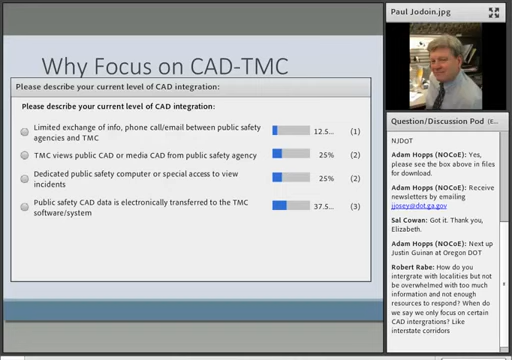 Paul Jodoin.jpg
Why Focus on CAD-TMC
Please describe your current level of CAD integration:
Please describe your current level of CAD integration:
Limited exchange of info, phone call/email between public safety
agencies and TMC
12.5... (1)
TMC views public CAD or media CAD from public safety agency
25% (2)
Dedicated public safety computer or special access to view
incidents
25% (2)
Public safety CAD data is electronically transferred to the TMC
software/system
37.5... (3)
Question/Discussion Pod (E...
NJDOT
Adam Hopps (NOCoE): Yes,
please see the box above in files
for download.
Adam Hopps (NOCoE): Receive
newsletters by emailing
jjosey@dot.ga.gov
Sal Cowan: Got it. Thank you,
Elizabeth.
Adam Hopps (NOCoE): Next up
Justin Guinan at Oregon DOT
Robert Rabe: How do you
intergrate with localities but not be
overwhelmed with too much
information and not enough
resources to respond? When do
we say we only focus on certain
CAD intergrations? Like
interstate corridors